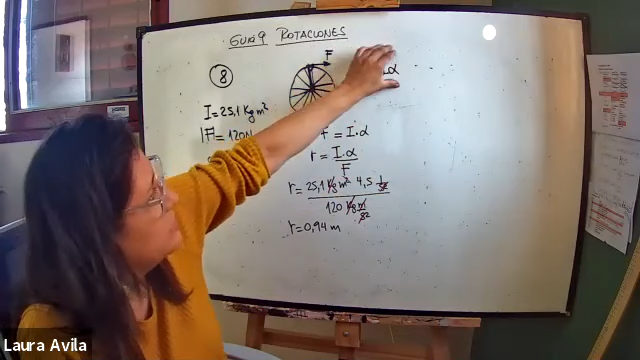 GUIA 9 ROTACIONES
8
F
α
I = 25,1 Kg m²
|F| = 120N
F = I.α
r = I.α / F
r = 25,1 Kg m² 4,5 1/s² / 120 Kg m/s²
r = 0,94 m
Laura Avila